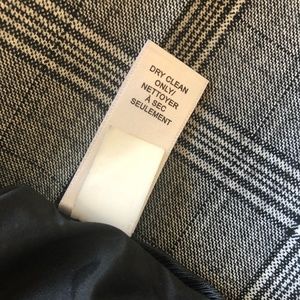 DRY CLEAN
ONLY/
NETTOYER
À SEC
SEULEMENT